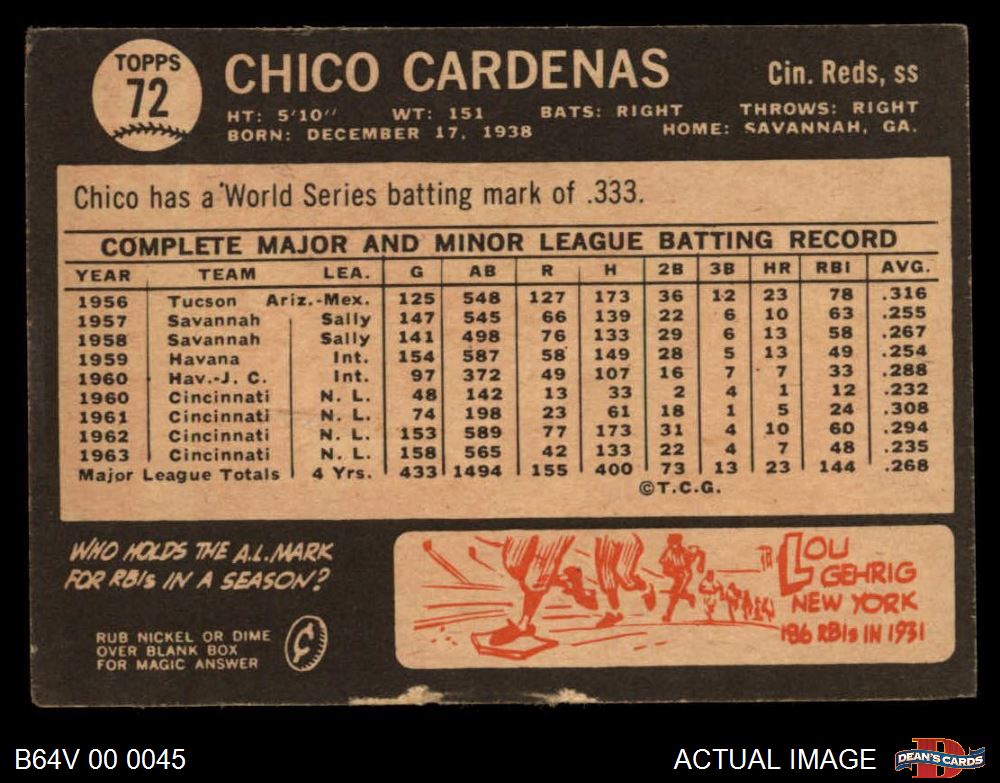 TOPPS
72
CHICO CARDENAS
Cin. Reds, ss
HT: 5'10" WT: 151 BATS: RIGHT THROWS: RIGHT
BORN: DECEMBER 17, 1938 HOME: SAVANNAH, GA.
Chico has a World Series batting mark of .333.
COMPLETE MAJOR AND MINOR LEAGUE BATTING RECORD
YEAR TEAM LEA. G AB R H 2B 3B HR RBI AVG.
1956 Tucson Ariz.-Mex. 125 548 127 173 36 12 23 78 .316
1957 Savannah Sally 147 545 66 139 22 6 10 63 .255
1958 Savannah Sally 141 498 76 133 29 6 13 58 .267
1959 Havana Int. 154 587 58 149 28 5 13 49 .254
1960 Hav.-J. C. Int. 97 372 49 107 16 7 7 33 .288
1960 Cincinnati N. L. 48 142 13 33 2 4 1 12 .232
1961 Cincinnati N. L. 74 198 23 61 18 1 5 24 .308
1962 Cincinnati N. L. 153 589 77 173 31 4 10 60 .294
1963 Cincinnati N. L. 158 565 42 133 22 4 7 48 .235
Major League Totals 4 Yrs. 433 1494 155 400 73 13 23 144 .268
©T.C.G.
WHO HOLDS THE A.L. MARK
FOR RBIs IN A SEASON?
RUB NICKEL OR DIME
OVER BLANK BOX
FOR MAGIC ANSWER
LOU
GEHRIG
NEW YORK
186 RBIs IN 1931
B64V 00 0045
ACTUAL IMAGE
DEAN'S CARDS